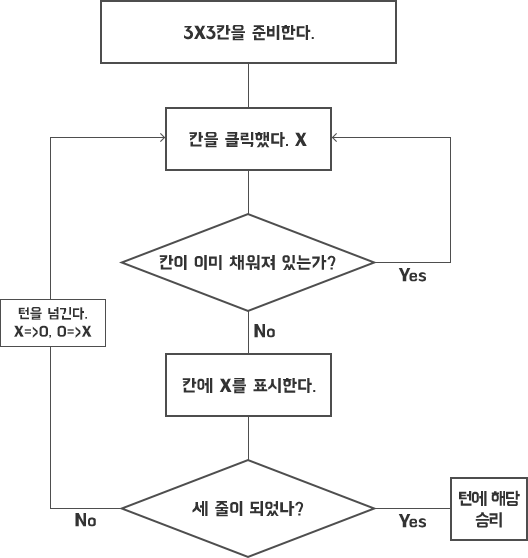 3X3칸을 준비한다.
칸을 클릭했다. X
칸이 이미 채워져 있는가?
Yes
턴을 넘긴다.
X=>O, O=>X
No
칸에 X를 표시한다.
세 줄이 되었나?
No
Yes
턴에 해당
승리